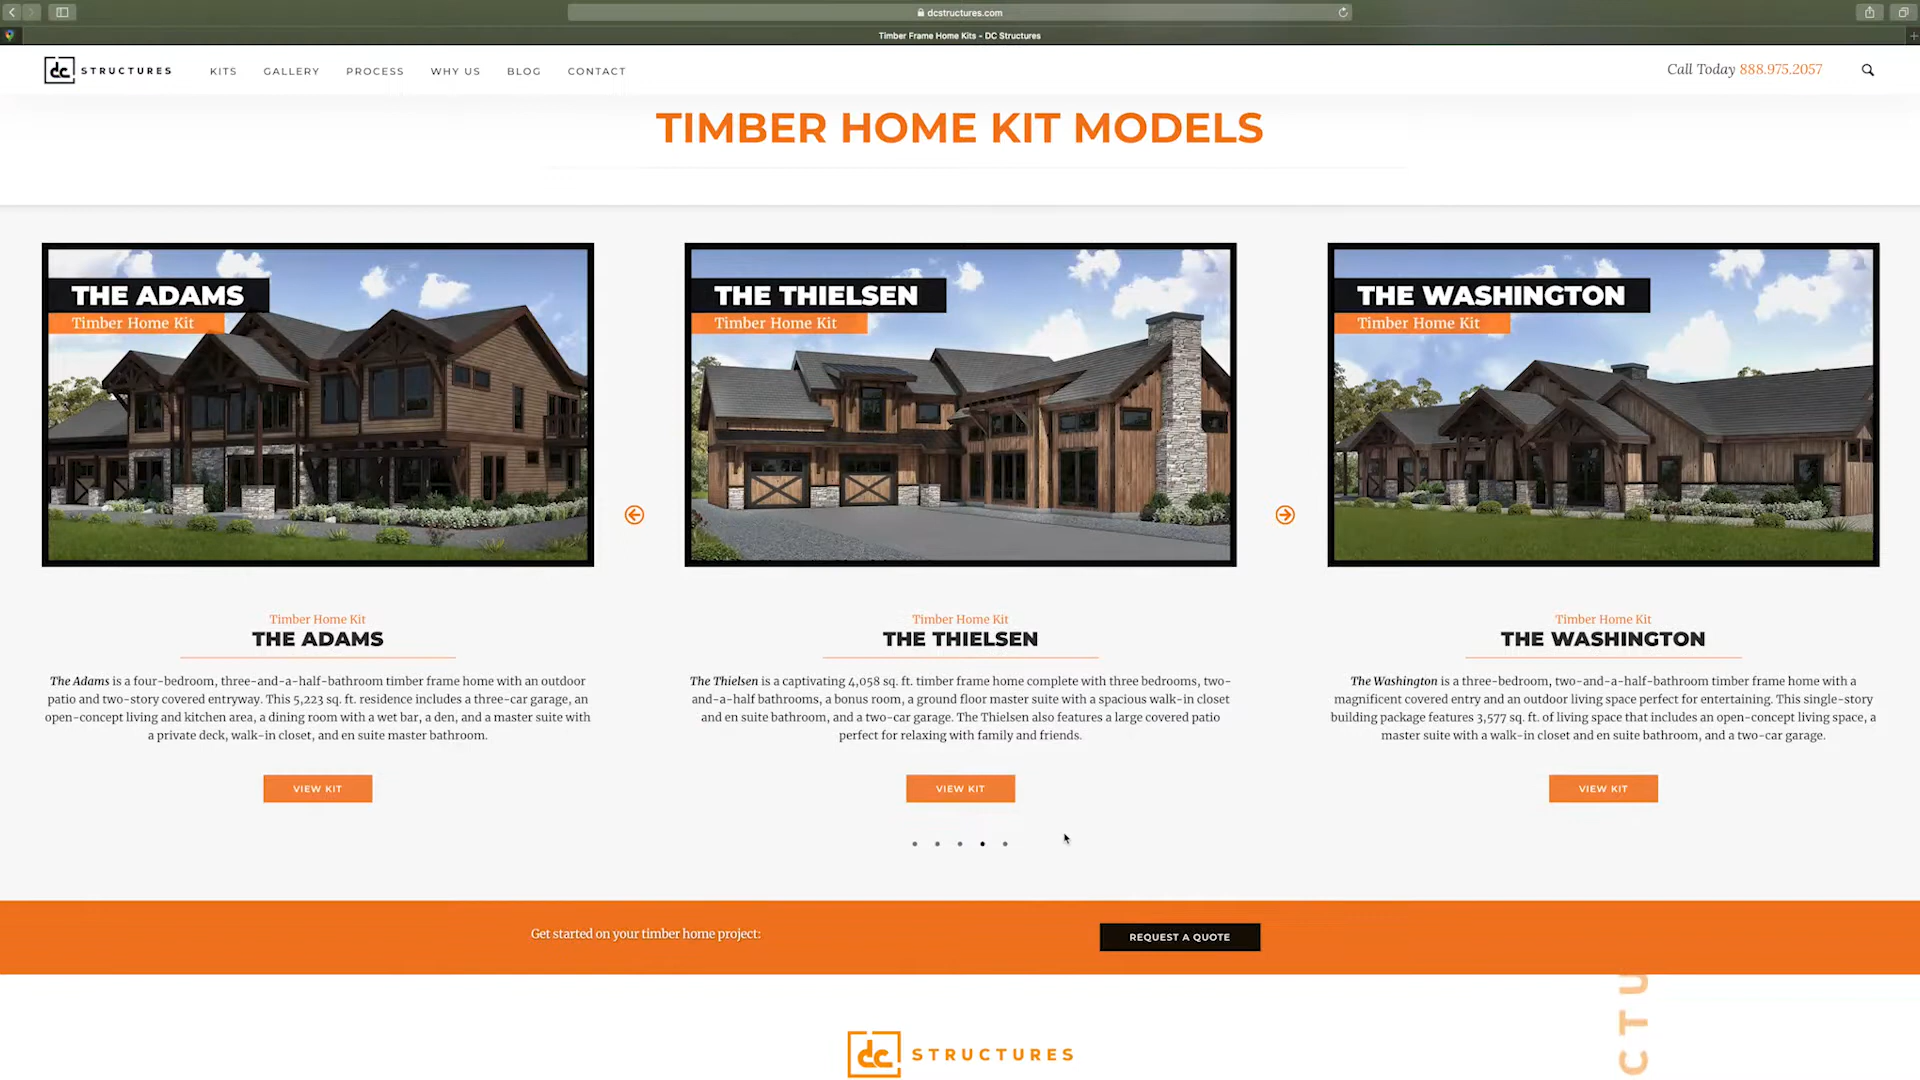 dcstructures.com
Timber Frame Home Kits - DC Structures
dc STRUCTURES
KITS
GALLERY
PROCESS
WHY US
BLOG
CONTACT
Call Today 888.975.2057
TIMBER HOME KIT MODELS
THE ADAMS
Timber Home Kit
THE THIELSEN
Timber Home Kit
THE WASHINGTON
Timber Home Kit
Timber Home Kit
THE ADAMS
The Adams is a four-bedroom, three-and-a-half-bathroom timber frame home with an outdoor
patio and two-story covered entryway. This 5,223 sq. ft. residence includes a three-car garage, an
open-concept living and kitchen area, a dining room with a wet bar, a den, and a master suite with
a private deck, walk-in closet, and en suite master bathroom.
VIEW KIT
Timber Home Kit
THE THIELSEN
The Thielsen is a captivating 4,058 sq. ft. timber frame home complete with three bedrooms, two-
and-a-half bathrooms, a bonus room, a ground floor master suite with a spacious walk-in closet
and en suite bathroom, and a two-car garage. The Thielsen also features a large covered patio
perfect for relaxing with family and friends.
VIEW KIT
Timber Home Kit
THE WASHINGTON
The Washington is a three-bedroom, two-and-a-half-bathroom timber frame home with a
magnificent covered entry and an outdoor living space perfect for entertaining. This single-story
building package features 3,577 sq. ft. of living space that includes an open-concept living space, a
master suite with a walk-in closet and en suite bathroom, and a two-car garage.
VIEW KIT
Get started on your timber home project:
REQUEST A QUOTE
dc STRUCTURES
CTU